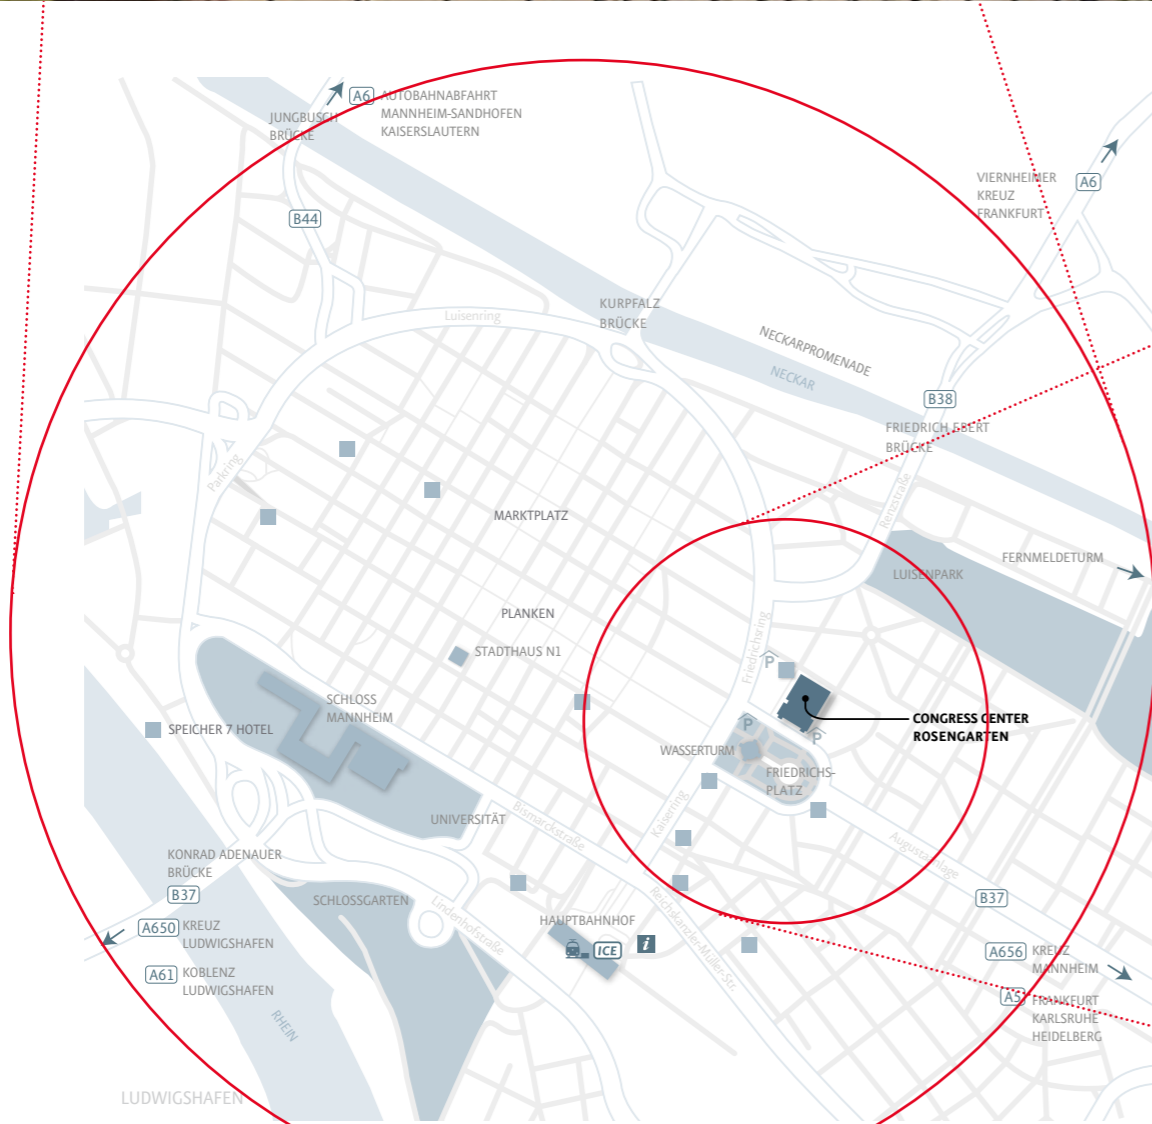 A6
AUTOBAHNABFAHRT
MANNHEIM-SANDHOFEN
KAISERSLAUTERN
JUNGBUSCH
BRÜCKE
B44
VIERNHEIMER
KREUZ
FRANKFURT
A6
Luisenring
KURPFALZ
BRÜCKE
NECKARPROMENADE
NECKAR
B38
FRIEDRICH EBERT
BRÜCKE
Parkring
Renzstraße
MARKTPLATZ
FERNMELDETURM
LUISENPARK
PLANKEN
Friedrichsring
STADTHAUS N1
P
SCHLOSS
MANNHEIM
SPEICHER 7 HOTEL
CONGRESS CENTER
ROSENGARTEN
P
P
WASSERTURM
FRIEDRICHS-
PLATZ
UNIVERSITÄT
Bismarckstraße
Kaiserring
Augustaanlage
KONRAD ADENAUER
BRÜCKE
B37
SCHLOSSGARTEN
Lindenhofstraße
Reichskanzler-Müller-Str.
B37
HAUPTBAHNHOF
ICE
i
A650
KREUZ
LUDWIGSHAFEN
A656
KREUZ
MANNHEIM
A61
KOBLENZ
LUDWIGSHAFEN
A5
FRANKFURT
KARLSRUHE
HEIDELBERG
RHEIN
LUDWIGSHAFEN